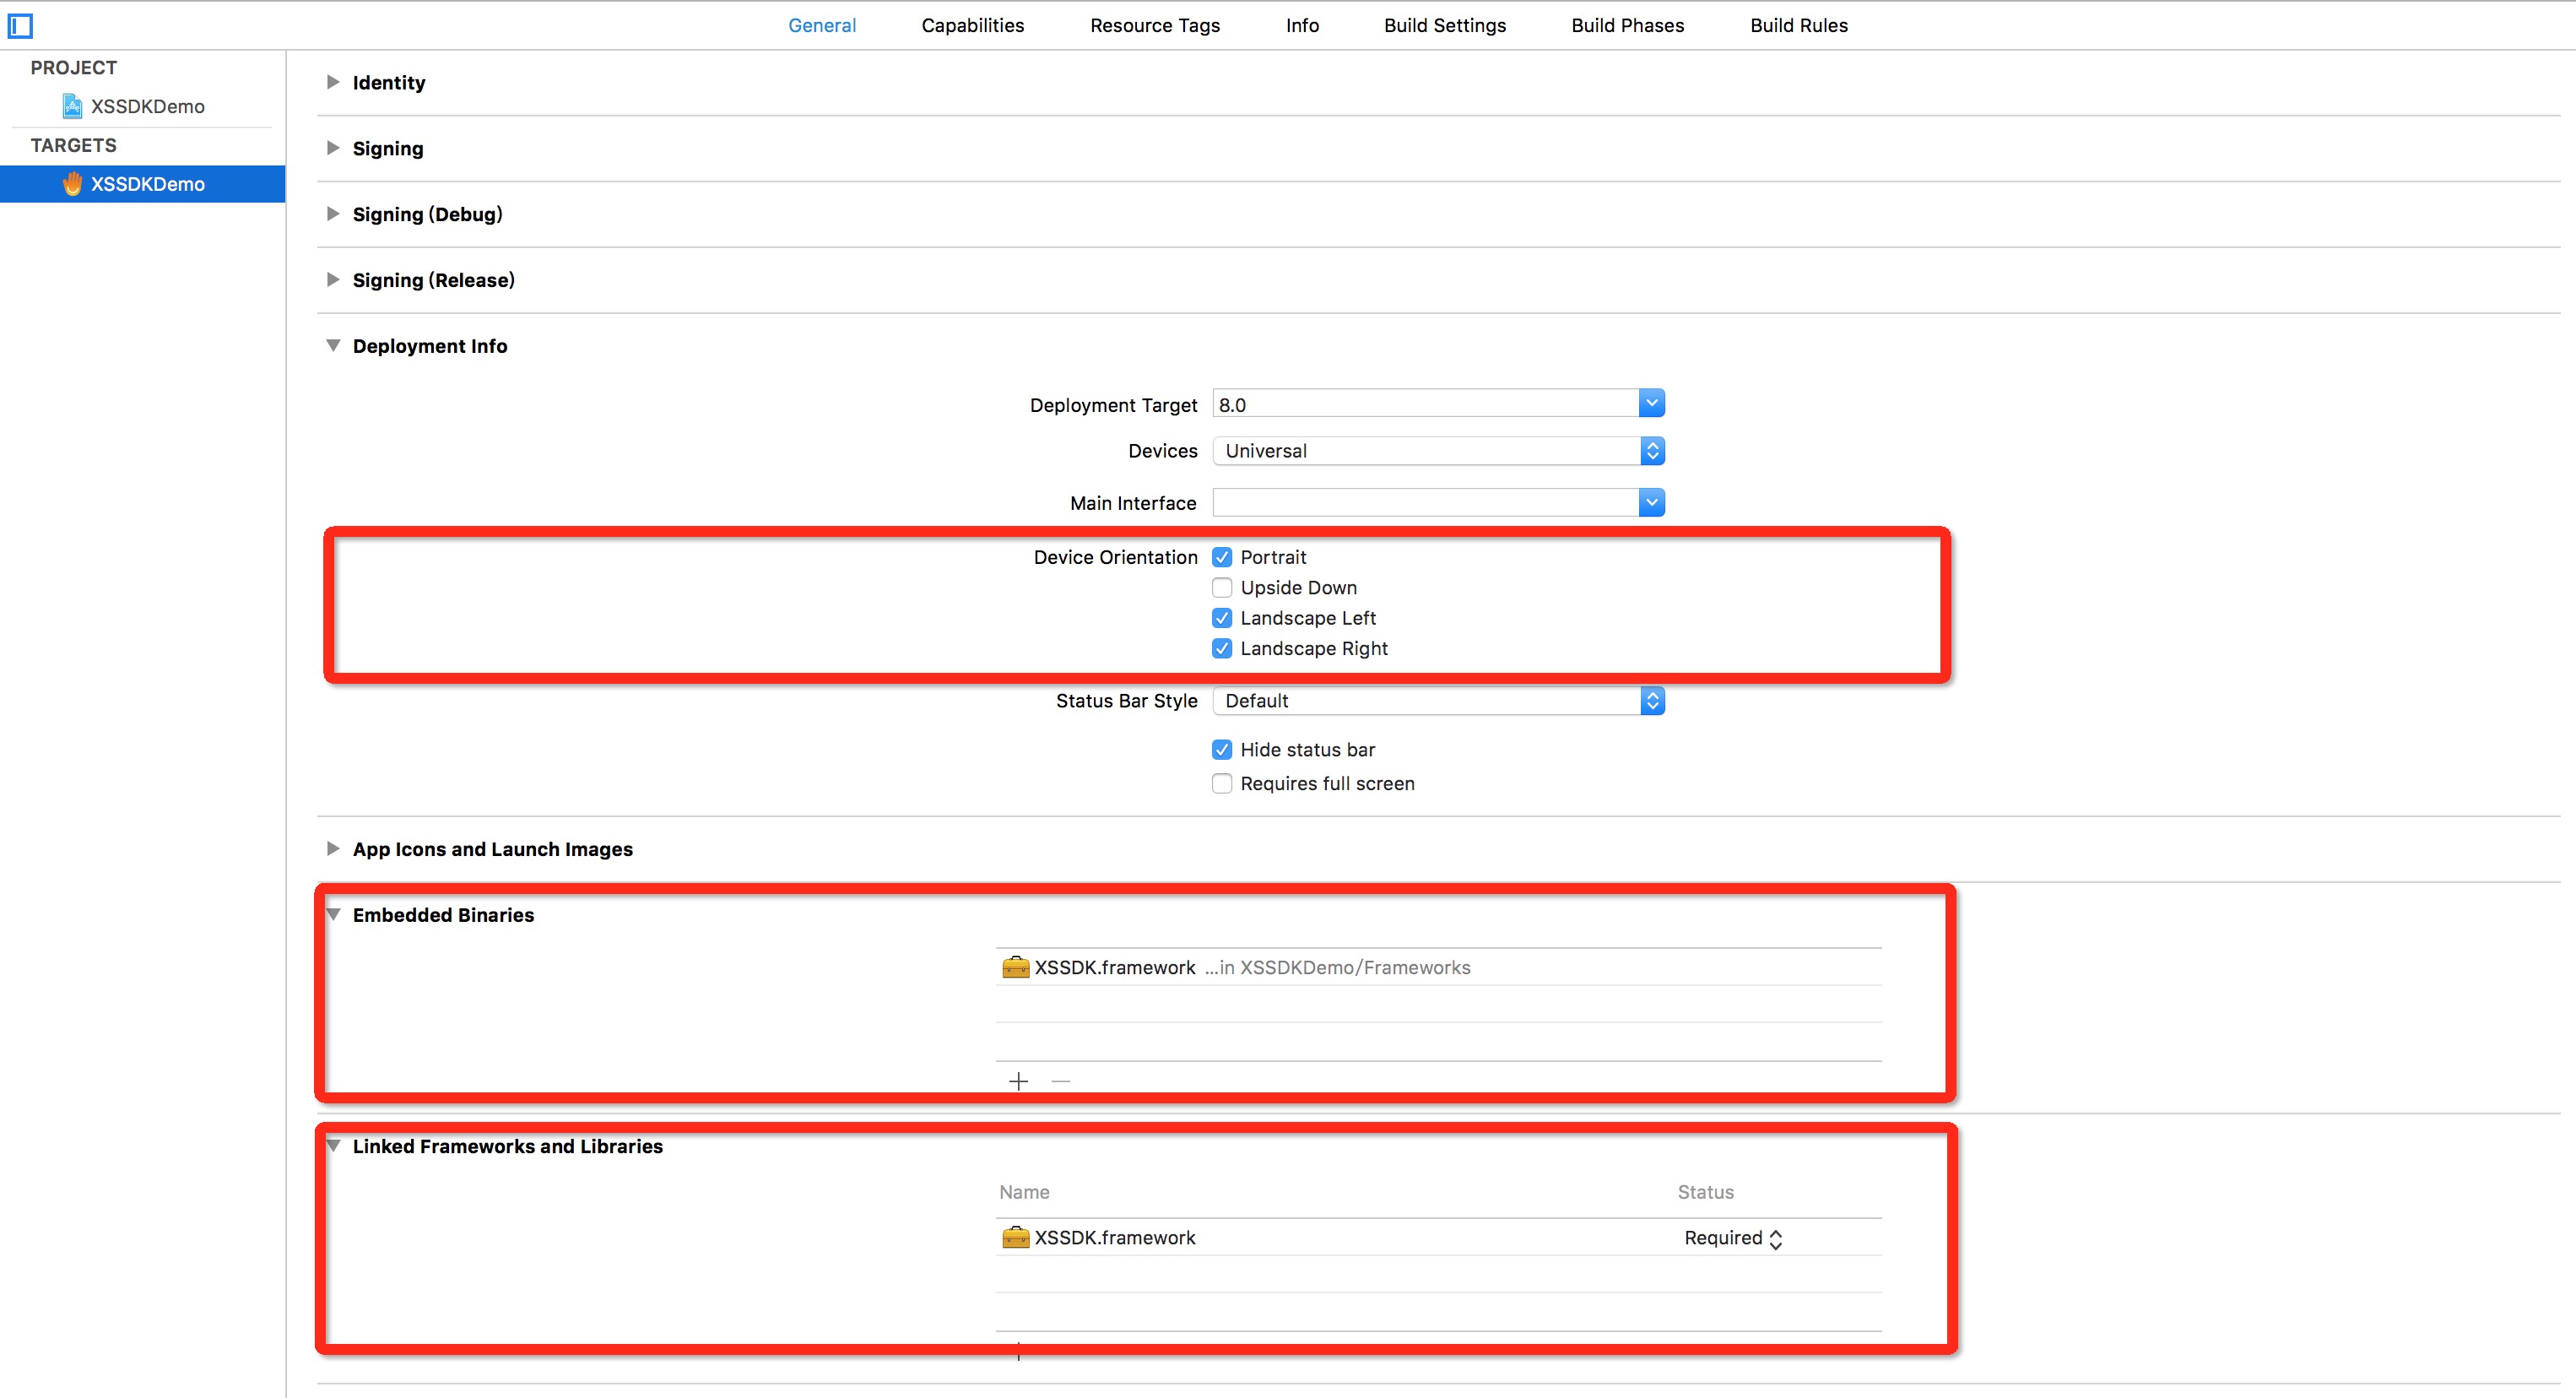 General Capabilities Resource Tags Info Build Settings Build Phases Build Rules
PROJECT
XSSDKDemo
TARGETS
XSSDKDemo
Identity
Signing
Signing (Debug)
Signing (Release)
Deployment Info
Deployment Target 8.0
Devices Universal
Main Interface
Device Orientation Portrait
Upside Down
Landscape Left
Landscape Right
Status Bar Style Default
Hide status bar
Requires full screen
App Icons and Launch Images
Embedded Binaries
XSSDK.framework ...in XSSDKDemo/Frameworks
Linked Frameworks and Libraries
Name Status
XSSDK.framework Required